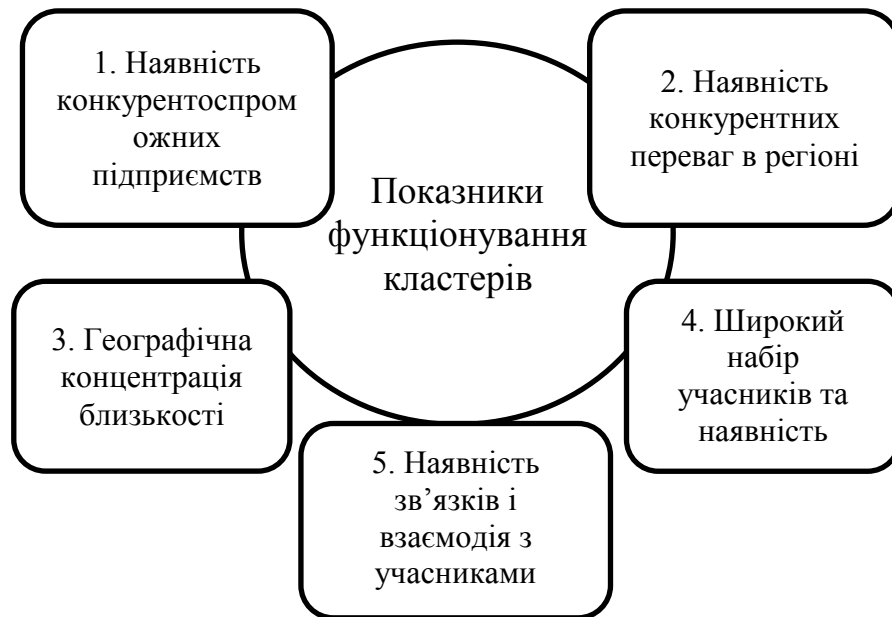 1. Наявність
конкурентоспром
ожних
підприємств
2. Наявність
конкурентних
переваг в регіоні
Показники
функціонування
кластерів
3. Географічна
концентрація
близькості
4. Широкий
набір
учасників та
наявність
5. Наявність
зв’язків і
взаємодія з
учасниками